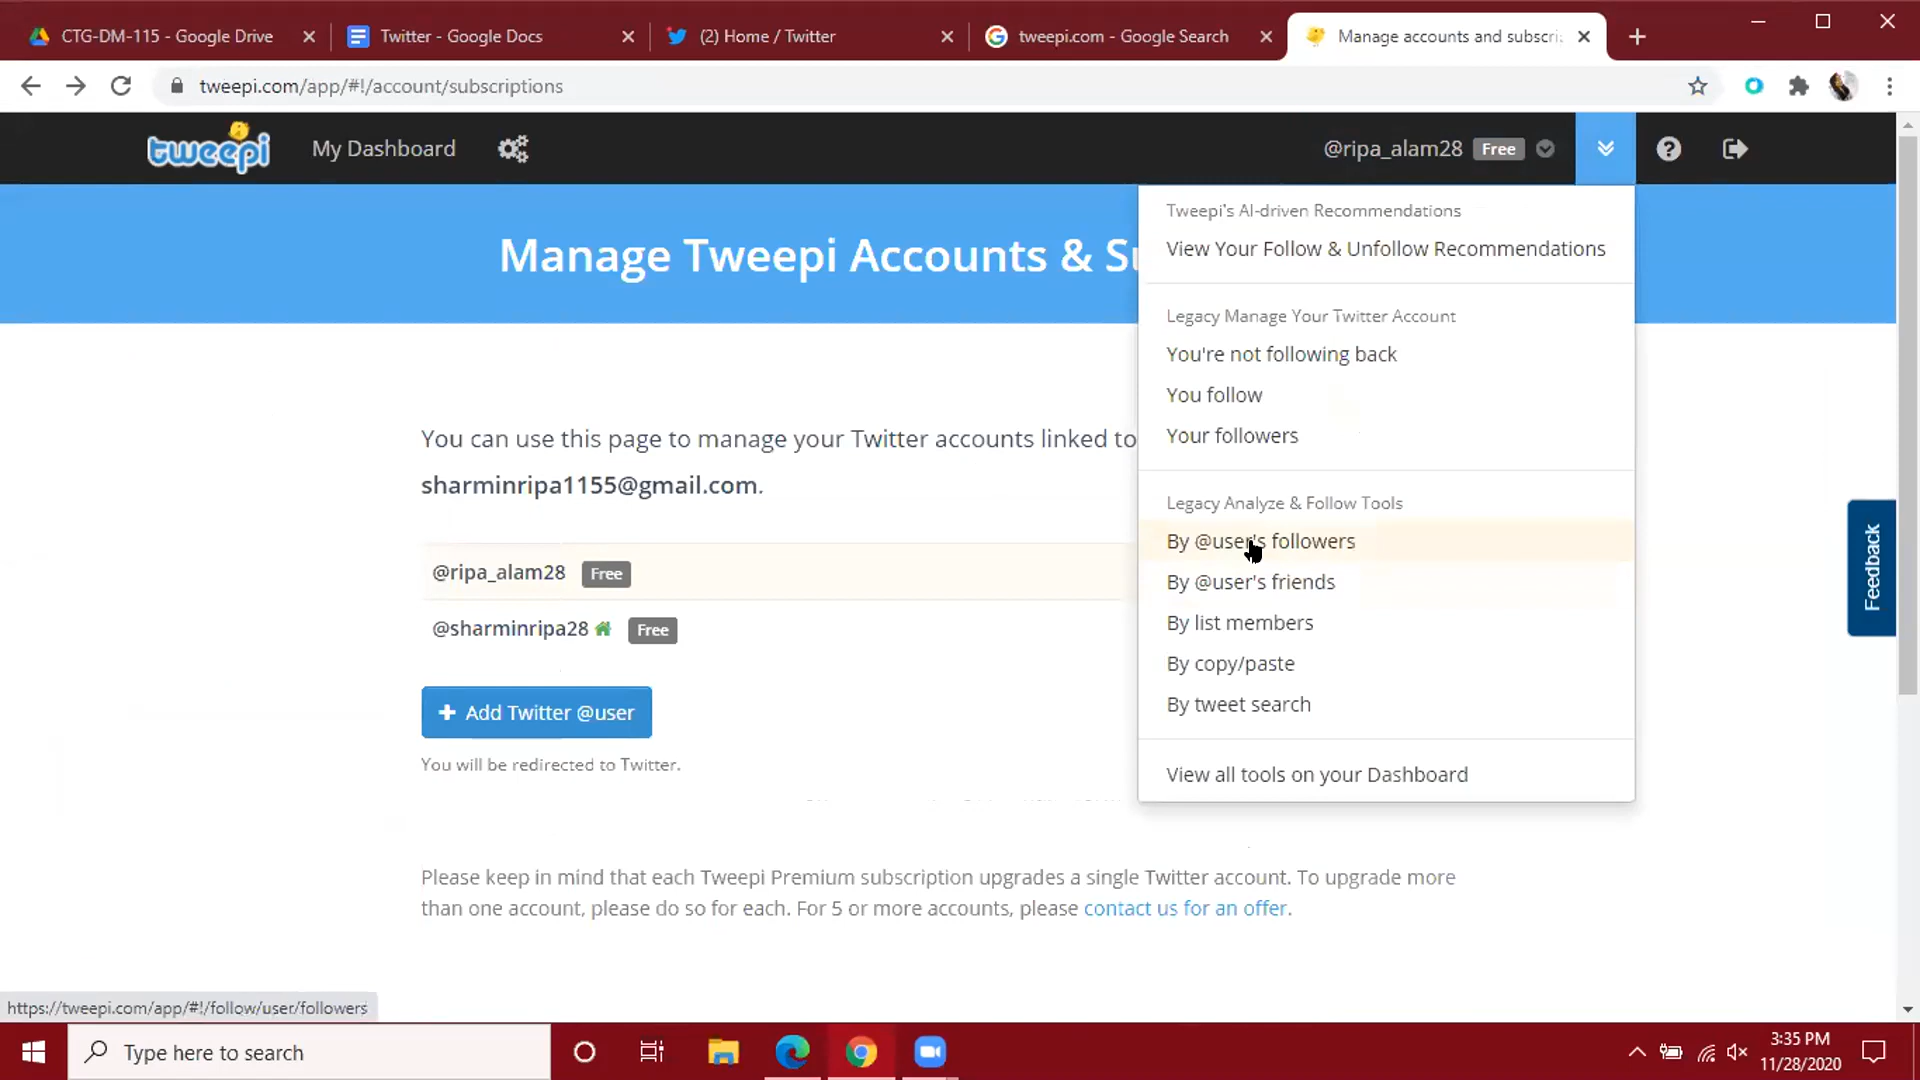 CTG-DM-115 - Google Drive
Twitter - Google Docs
(2) Home / Twitter
tweepi.com - Google Search
Manage accounts and subscri
tweepi.com/app/#!/account/subscriptions
tweepi
My Dashboard
@ripa_alam28 Free
Manage Tweepi Accounts & S
Tweepi's AI-driven Recommendations
View Your Follow & Unfollow Recommendations
Legacy Manage Your Twitter Account
You're not following back
You follow
Your followers
Legacy Analyze & Follow Tools
By @user's followers
By @user's friends
By list members
By copy/paste
By tweet search
View all tools on your Dashboard
You can use this page to manage your Twitter accounts linked to
sharminripa1155@gmail.com.
@ripa_alam28 Free
@sharminripa28 Free
+ Add Twitter @user
You will be redirected to Twitter.
Please keep in mind that each Tweepi Premium subscription upgrades a single Twitter account. To upgrade more
than one account, please do so for each. For 5 or more accounts, please contact us for an offer.
Feedback
https://tweepi.com/app/#!/follow/user/followers
Type here to search
3:35 PM
11/28/2020